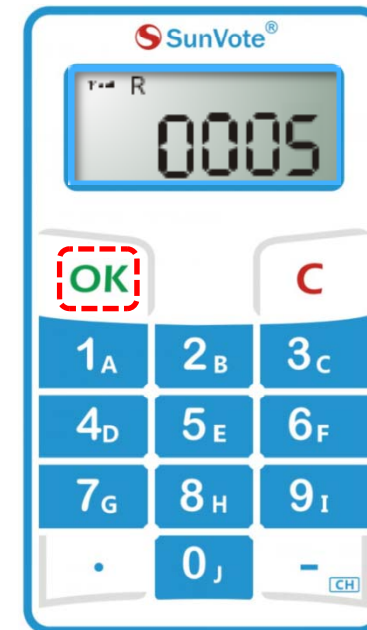 SunVote®
R
0005
OK C
1A 2B 3C
4D 5E 6F
7G 8H 9I
. 0J -
CH